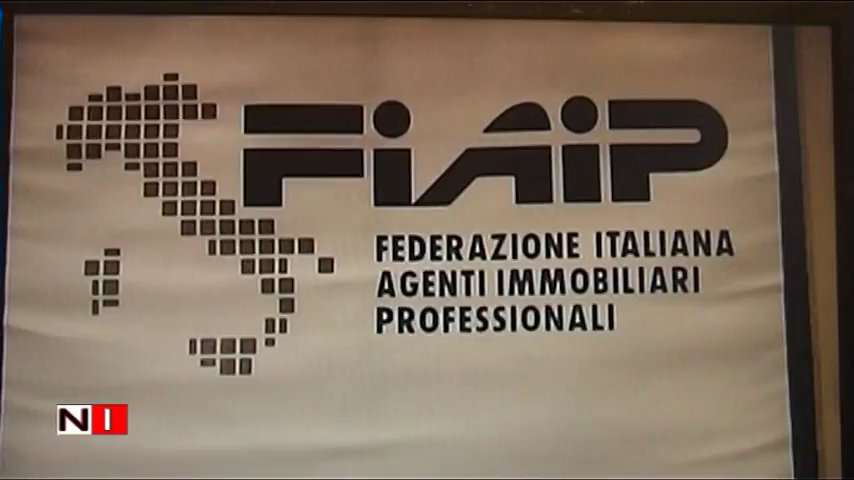 FiAiP
FEDERAZIONE ITALIANA
AGENTI IMMOBILIARI
PROFESSIONALI
NI